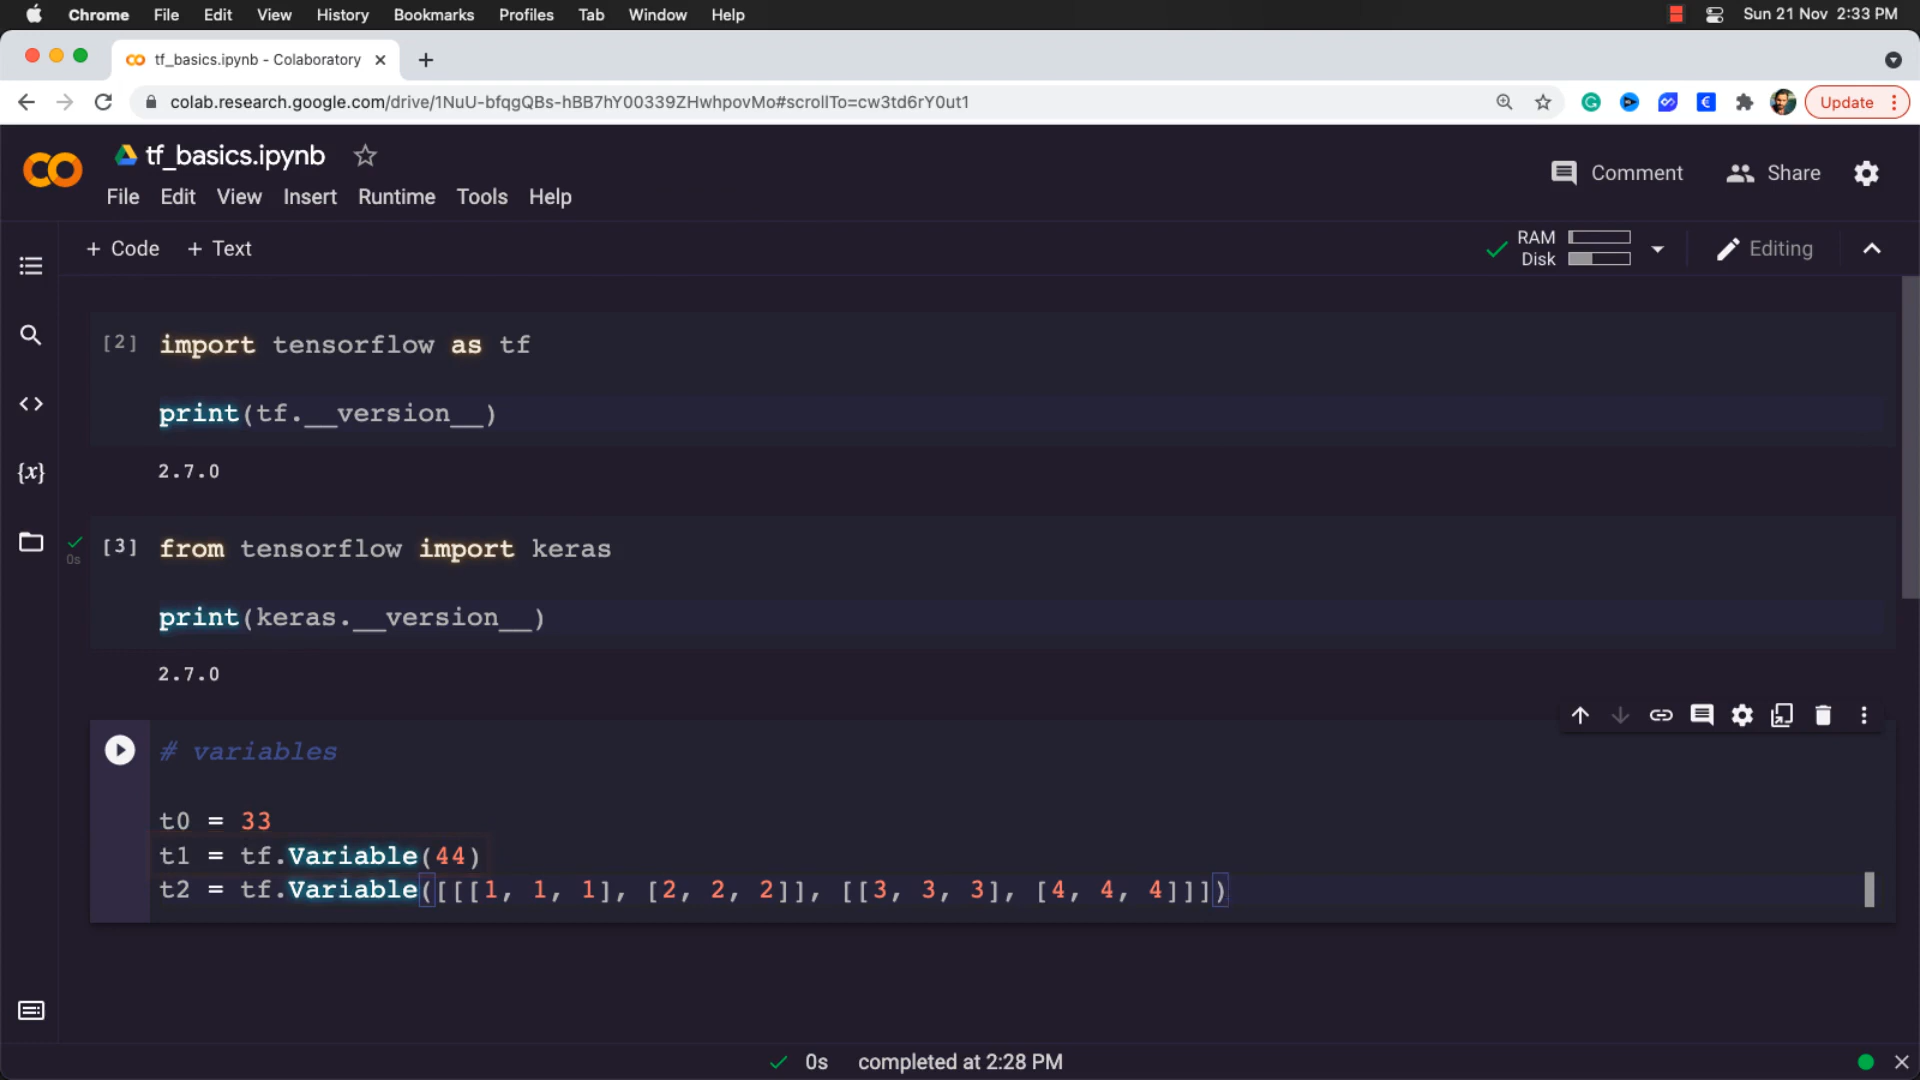 Chrome File Edit View History Bookmarks Profiles Tab Window Help Sun 21 Nov 2:33 PM
tf_basics.ipynb - Colaboratory
colab.research.google.com/drive/1NuU-bfqgQBs-hBB7hY00339ZHwhpovMo#scrollTo=cw3td6rY0ut1 Update
tf_basics.ipynb
Comment Share
File Edit View Insert Runtime Tools Help
+ Code + Text RAM Disk Editing
[2] import tensorflow as tf
print(tf.__version__)
2.7.0
[3] from tensorflow import keras
0s
print(keras.__version__)
2.7.0
# variables
t0 = 33
t1 = tf.Variable(44)
t2 = tf.Variable([[[1, 1, 1], [2, 2, 2]], [[3, 3, 3], [4, 4, 4]]])
0s completed at 2:28 PM